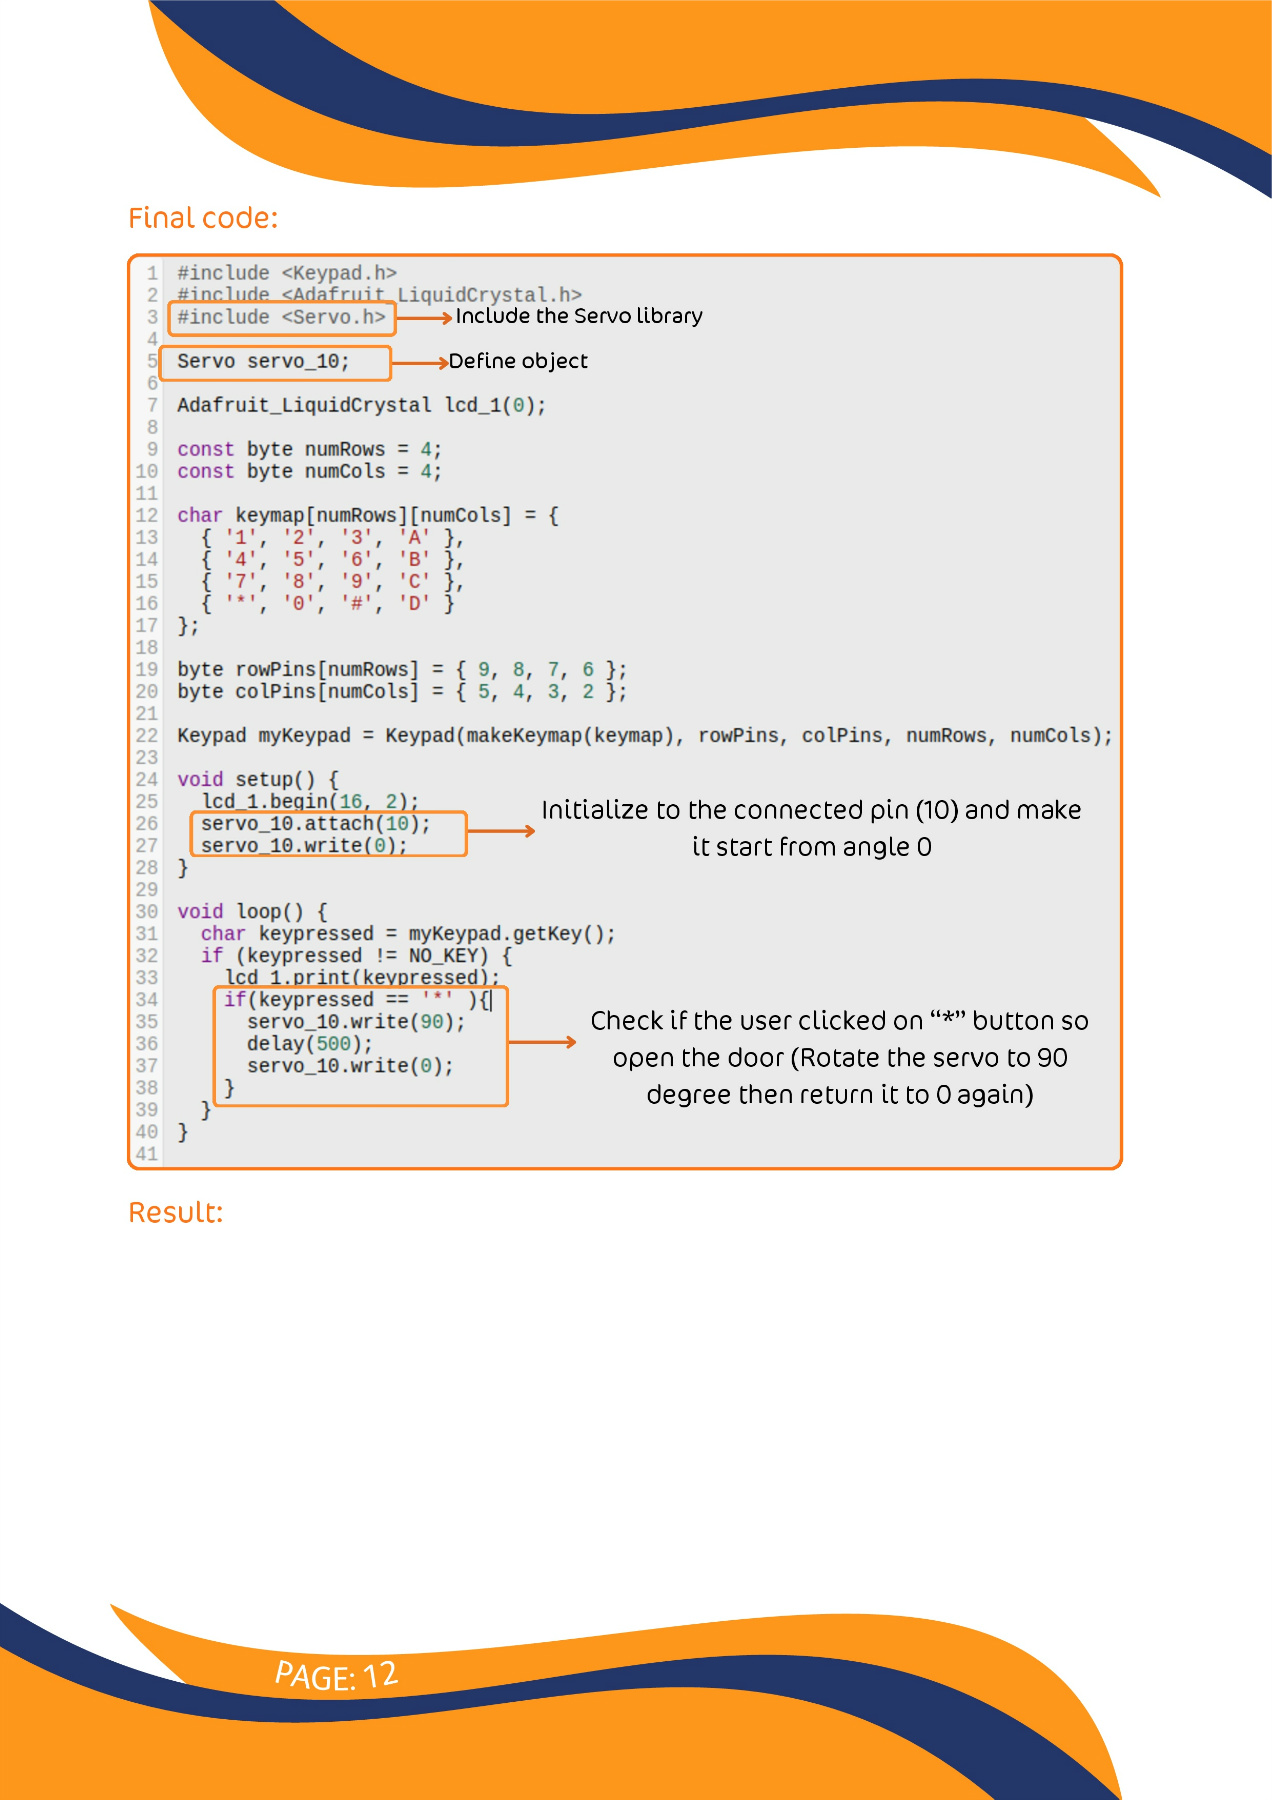 Final code:
1 #include <Keypad.h>
2 #include <Adafruit_LiquidCrystal.h>
3 #include <Servo.h> Include the Servo library
4
5 Servo servo_10; Define object
6
7 Adafruit_LiquidCrystal lcd_1(0);
8
9 const byte numRows = 4;
10 const byte numCols = 4;
11
12 char keymap[numRows][numCols] = {
13   { '1', '2', '3', 'A' },
14   { '4', '5', '6', 'B' },
15   { '7', '8', '9', 'C' },
16   { '*', '0', '#', 'D' }
17 };
18
19 byte rowPins[numRows] = { 9, 8, 7, 6 };
20 byte colPins[numCols] = { 5, 4, 3, 2 };
21
22 Keypad myKeypad = Keypad(makeKeymap(keymap), rowPins, colPins, numRows, numCols);
23
24 void setup() {
25   lcd_1.begin(16, 2);
26   servo_10.attach(10);
27   servo_10.write(0);
28 }
Initialize to the connected pin (10) and make
it start from angle 0
29
30 void loop() {
31   char keypressed = myKeypad.getKey();
32   if (keypressed != NO_KEY) {
33     lcd_1.print(keypressed);
34     if(keypressed == '*' ){
35       servo_10.write(90);
36       delay(500);
37       servo_10.write(0);
38     }
Check if the user clicked on “*” button so
open the door (Rotate the servo to 90
degree then return it to 0 again)
39   }
40 }
41
Result:
PAGE: 12